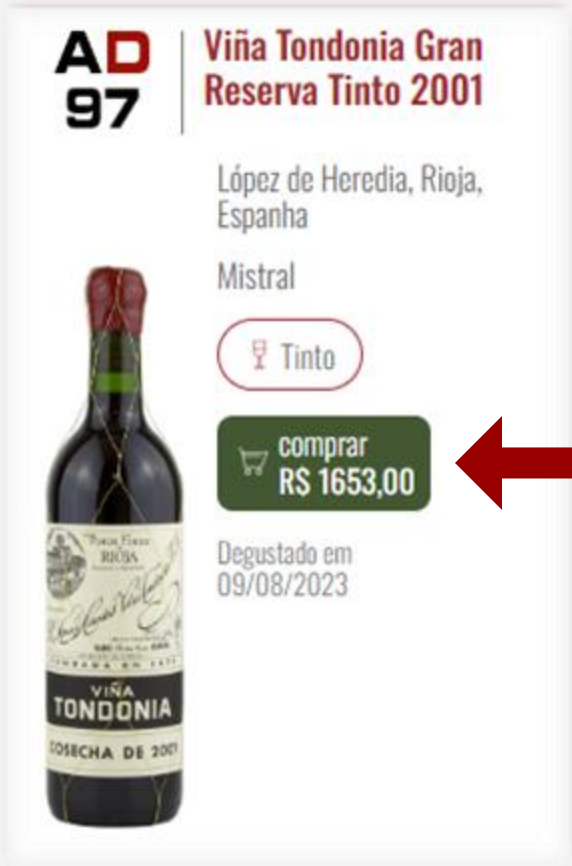 AD
97
Viña Tondonia Gran
Reserva Tinto 2001
López de Heredia, Rioja,
Espanha
Mistral
Tinto
comprar
R$ 1653,00
Degustado em
09/08/2023
RIOJA
VIÑA
TONDONIA
COSECHA DE 2001